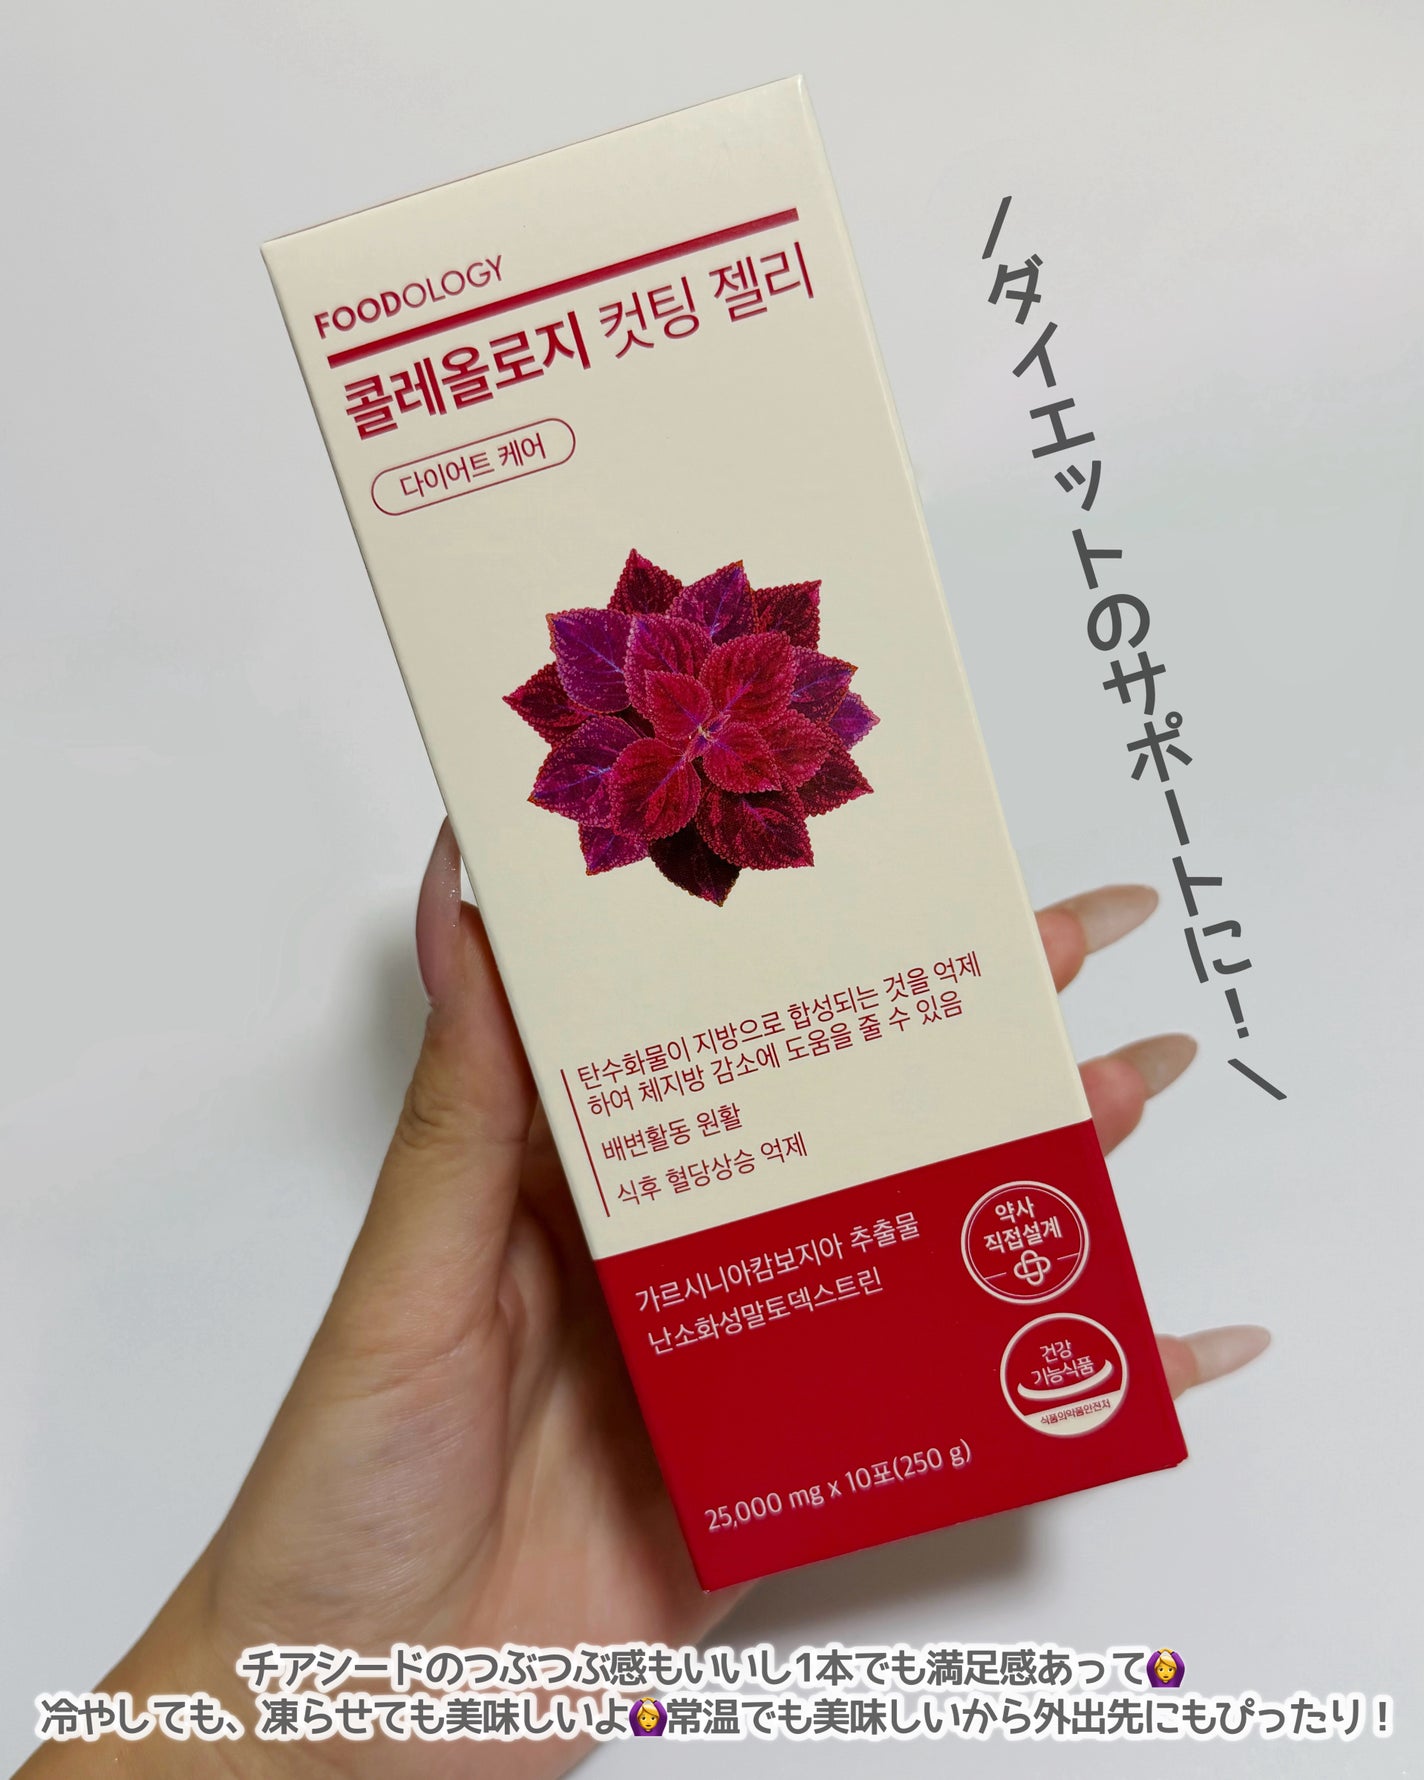 FOODOLOGY
콜레올로지 컷팅 젤리
다이어트 케어
\ダイエットのサポートに！/
탄수화물이 지방으로 합성되는 것을 억제
하여 체지방 감소에 도움을 줄 수 있음
배변활동 원활
식후 혈당상승 억제
가르시니아캄보지아 추출물
난소화성말토덱스트린
약사
직접설계
건강
기능식품
식품의약품안전처
25,000 mg x 10포(250 g)
チアシードのつぶつぶ感もいいし1本でも満足感あって🙆‍♀️
冷やしても、凍らせても美味しいよ🙆‍♀️常温でも美味しいから外出先にもぴったり！